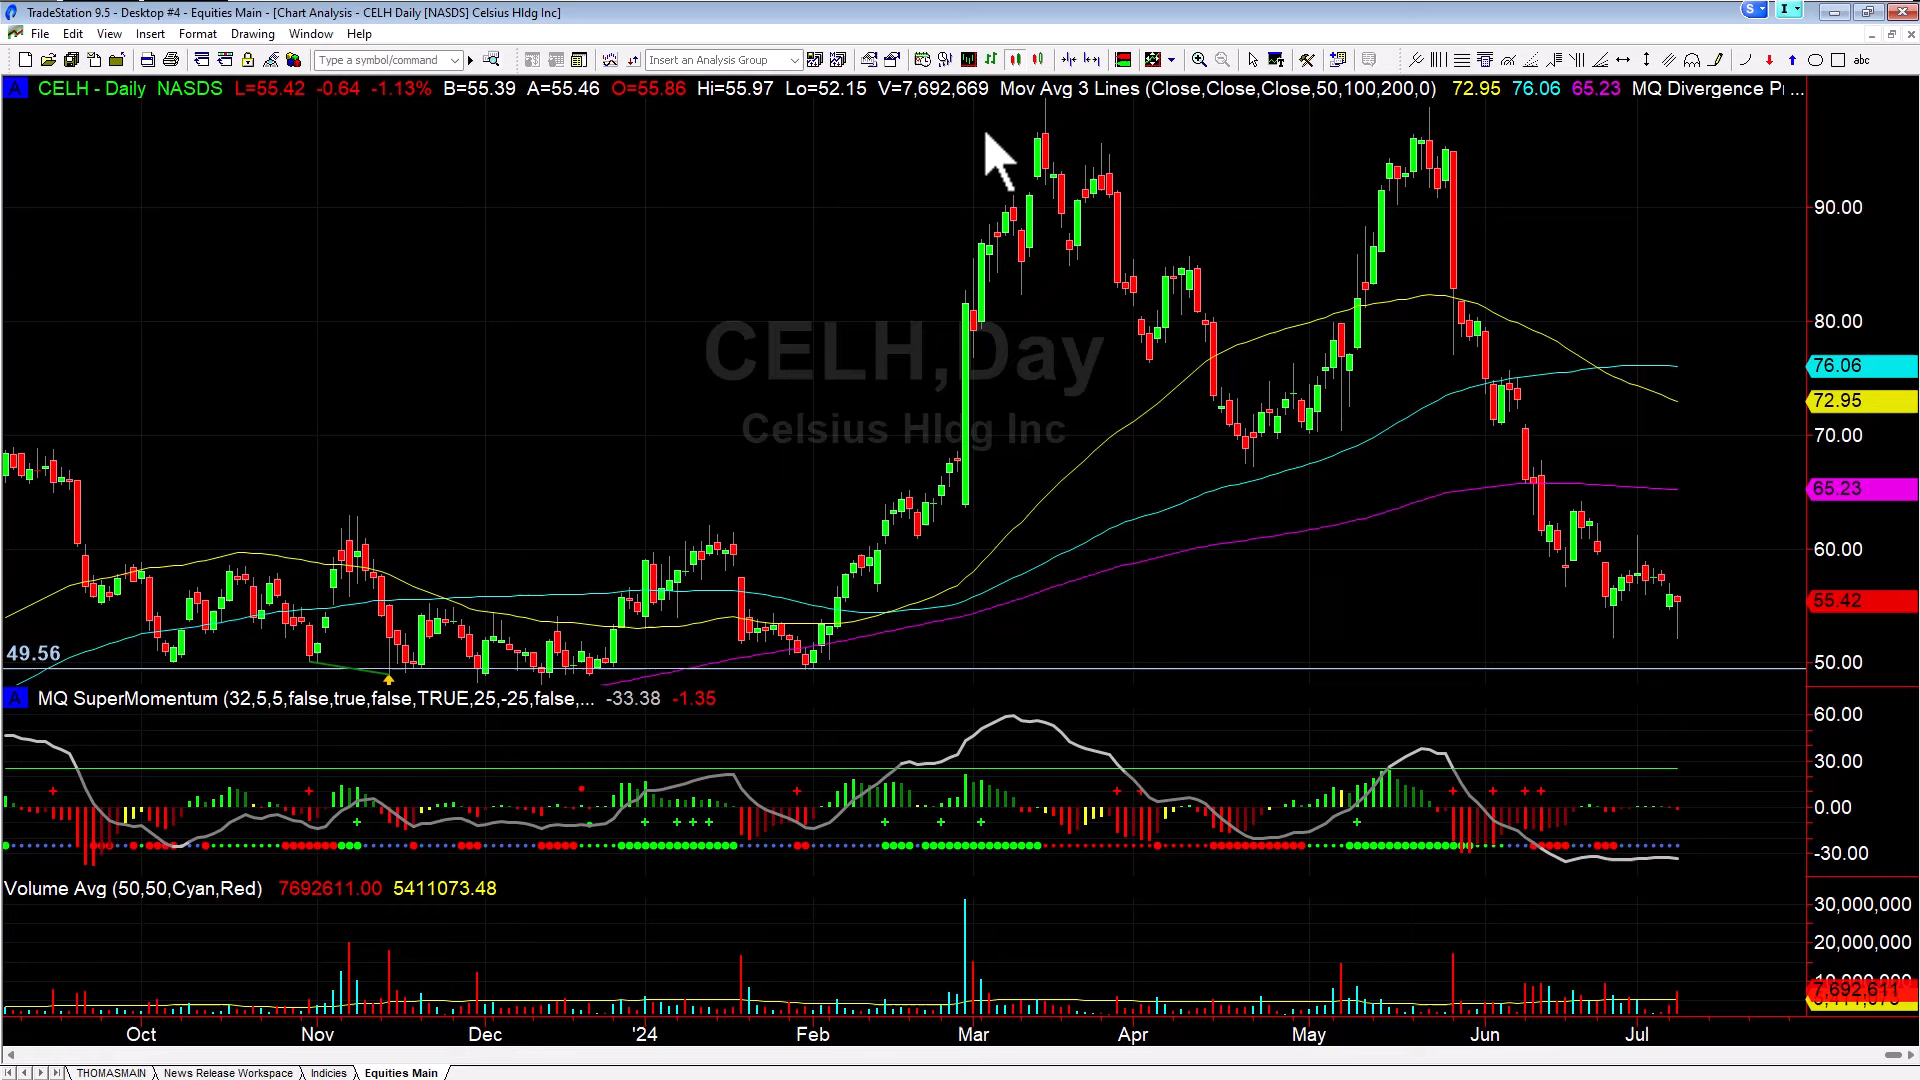 TradeStation 9.5 - Desktop #4 - Equities Main - [Chart Analysis - CELH Daily [NASDS] Celsius Hldg Inc]
S
I
File Edit View Insert Format Drawing Window Help
Type a symbol/command
Insert an Analysis Group
abc
A CELH - Daily NASDS L=55.42 -0.64 -1.13% B=55.39 A=55.46 O=55.86 Hi=55.97 Lo=52.15 V=7,692,669 Mov Avg 3 Lines (Close,Close,Close,50,100,200,0) 72.95 76.06 65.23 MQ Divergence Pr ...
90.00
CELH,Day
Celsius Hldg Inc
80.00
76.06
72.95
70.00
65.23
60.00
55.42
49.56
50.00
A MQ SuperMomentum (32,5,5,false,true,false,TRUE,25,-25,false,... -33.38 -1.35
60.00
30.00
0.00
-30.00
Volume Avg (50,50,Cyan,Red) 7692611.00 5411073.48
30,000,000
20,000,000
7,692,611
Oct Nov Dec '24 Feb Mar Apr May Jun Jul
THOMASMAIN News Release Workspace Indicies Equities Main